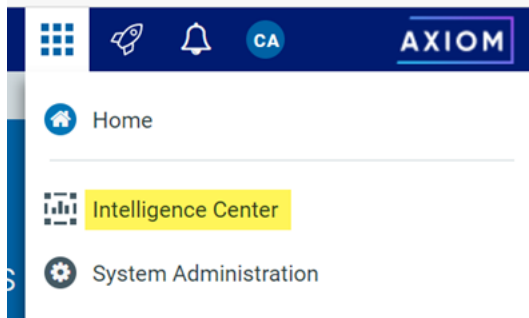 CA AXIOM
Home
Intelligence Center
S
System Administration